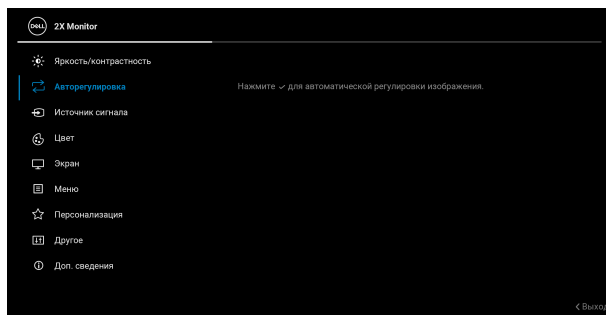 DELL 2X Monitor
Яркость/контрастность
Авторегулировка
Нажмите ✓ для автоматической регулировки изображения.
Источник сигнала
Цвет
Экран
Меню
Персонализация
Другое
Доп. сведения
Выход